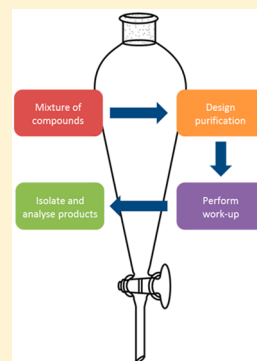 Mixture of
compounds
Design
purification
Perform
work-up
Isolate and
analyse products